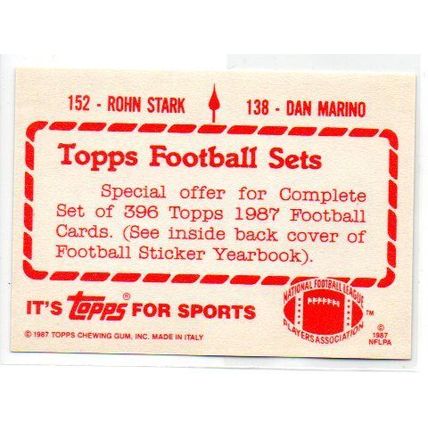 152 - ROHN STARK 138 - DAN MARINO
Topps Football Sets
Special offer for Complete
Set of 396 Topps 1987 Football
Cards. (See inside back cover of
Football Sticker Yearbook).
IT'S Topps® FOR SPORTS
NATIONAL FOOTBALL LEAGUE
PLAYERS ASSOCIATION
™
© 1987 TOPPS CHEWING GUM, INC. MADE IN ITALY
©
1987
NFLPA